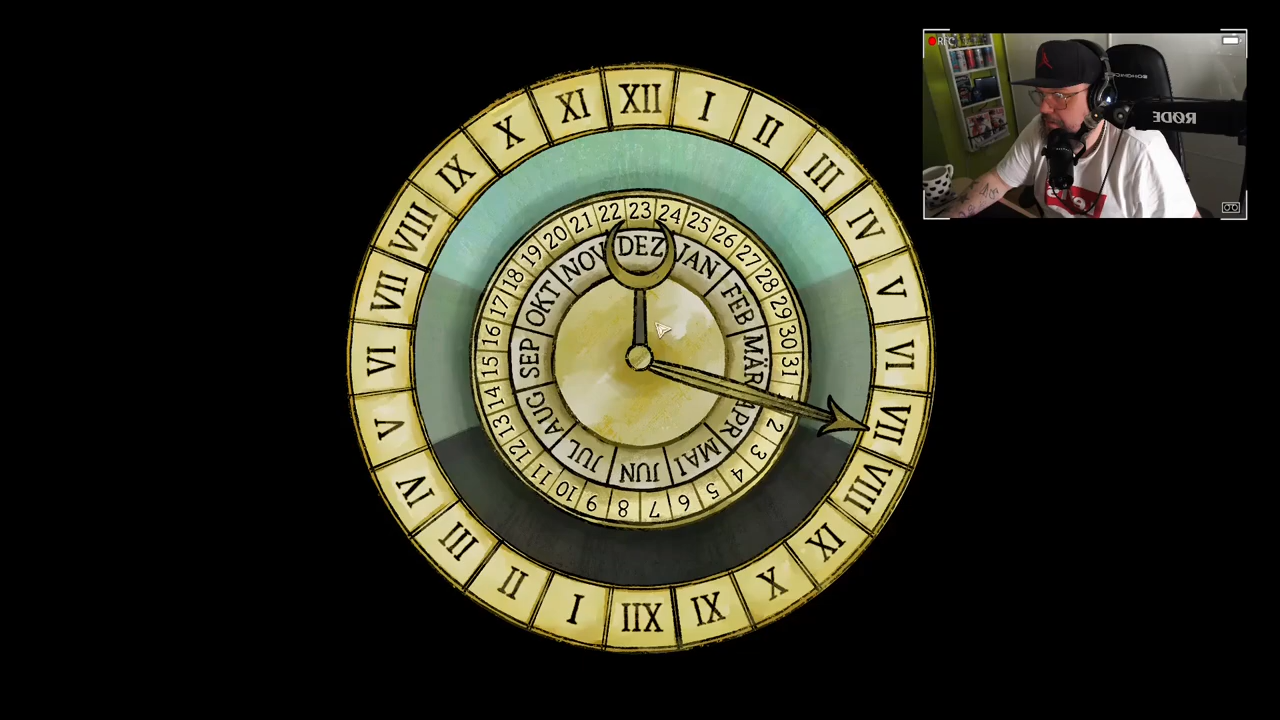 XII
I
II
III
IV
V
VI
VII
VIII
IX
X
XI
XII
I
II
III
IV
V
VI
VII
VIII
IX
X
XI
23
24
25
26
27
28
29
30
31
2
3
4
5
6
7
8
9
10
11
12
13
14
15
16
17
18
19
20
21
22
DEZ
JAN
FEB
MÄR
APR
MAI
JUN
JUL
AUG
SEP
OKT
NOV
REC
RØDE